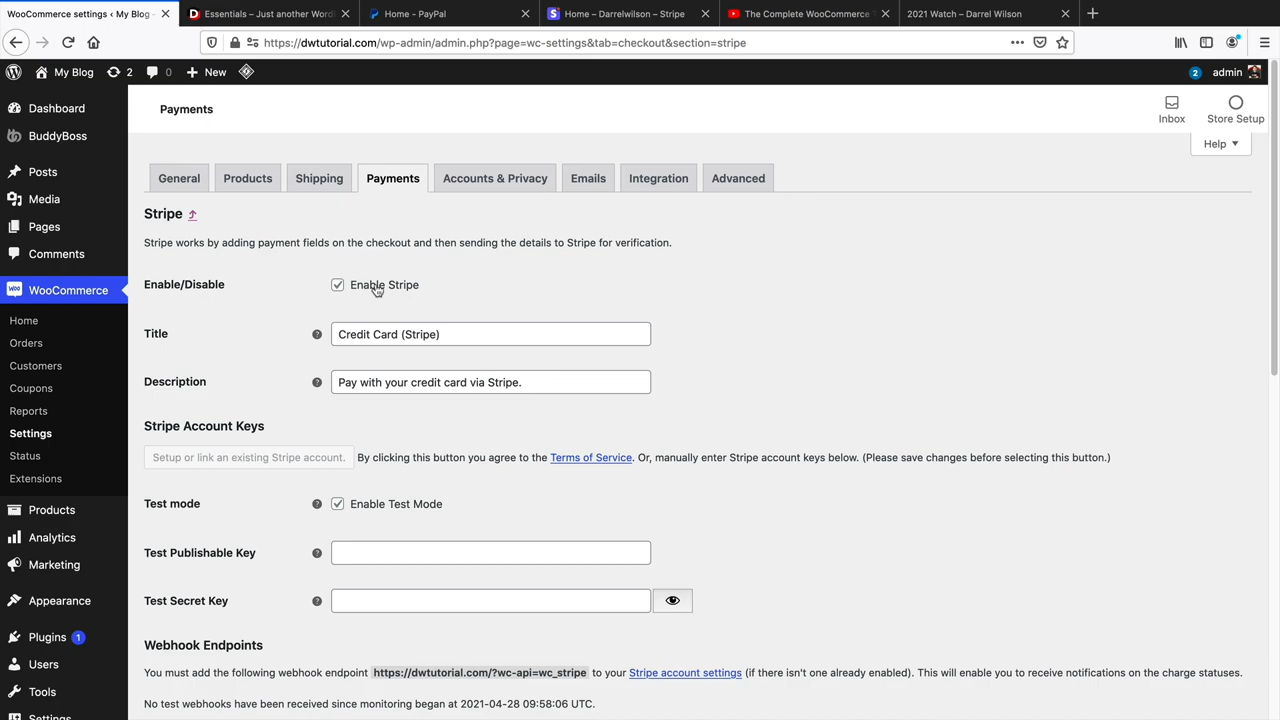 WooCommerce settings ‹ My Blog
Essentials – Just another Word
Home - PayPal
Home – Darrelwilson – Stripe
The Complete WooCommerce T
2021 Watch – Darrel Wilson
https://dwtutorial.com/wp-admin/admin.php?page=wc-settings&tab=checkout&section=stripe
My Blog 2 0 New 2 admin
Dashboard
BuddyBoss
Posts
Media
Pages
Comments
WooCommerce
Home
Orders
Customers
Coupons
Reports
Settings
Status
Extensions
Products
Analytics
Marketing
Appearance
Plugins 1
Users
Tools
Settings
Payments
Inbox
Store Setup
Help
General Products Shipping Payments Accounts & Privacy Emails Integration Advanced
Stripe
Stripe works by adding payment fields on the checkout and then sending the details to Stripe for verification.
Enable/Disable Enable Stripe
Title Credit Card (Stripe)
Description Pay with your credit card via Stripe.
Stripe Account Keys
Setup or link an existing Stripe account. By clicking this button you agree to the Terms of Service. Or, manually enter Stripe account keys below. (Please save changes before selecting this button.)
Test mode Enable Test Mode
Test Publishable Key
Test Secret Key
Webhook Endpoints
You must add the following webhook endpoint https://dwtutorial.com/?wc-api=wc_stripe to your Stripe account settings (if there isn't one already enabled). This will enable you to receive notifications on the charge statuses.
No test webhooks have been received since monitoring began at 2021-04-28 09:58:06 UTC.